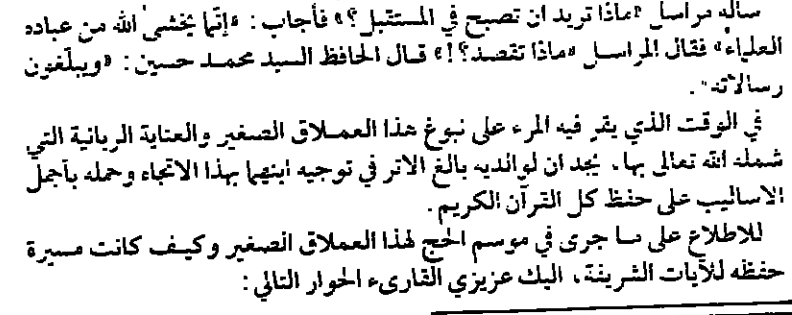 سأله مراسل «ماذا تريد ان تصبح في المستقبل؟» فأجاب: «إنّما يخشى الله من عباده
العلماء» فقال المراسل «ماذا تقصد؟!» قال الحافظ السيد محمد حسين: «ويبلّغون
رسالاته».
في الوقت الذي يقر فيه المرء على نبوغ هذا العملاق الصغير والعناية الربانية التي
شمله الله تعالى بها، يجد ان لوالديه بالغ الاثر في توجيه ابنهما بهذا الاتجاه وحمله بأجمل
الاساليب على حفظ كل القرآن الكريم.
للاطلاع على ما جرى في موسم الحج لهذا العملاق الصغير وكيف كانت مسيرة
حفظه للآيات الشريفة، اليك عزيزي القارىء الحوار التالي: